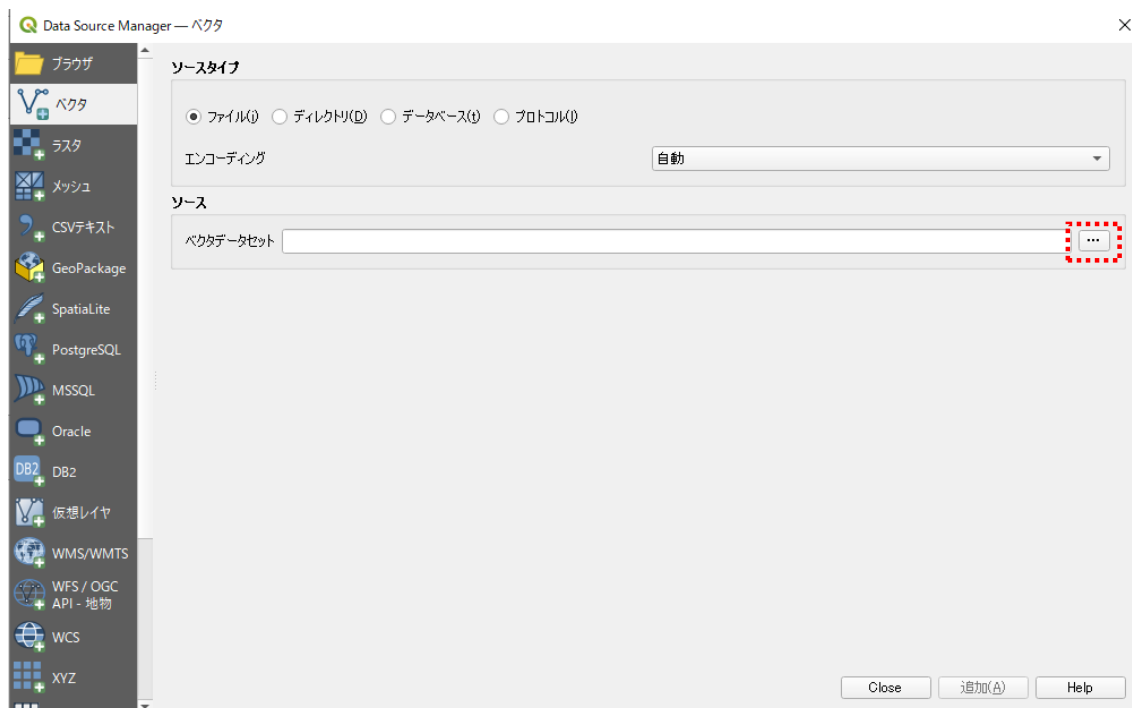 Data Source Manager — ベクタ
ブラウザ
ベクタ
ラスタ
メッシュ
CSVテキスト
GeoPackage
SpatiaLite
PostgreSQL
MSSQL
Oracle
DB2
DB2
仮想レイヤ
WMS/WMTS
WFS / OGC
API - 地物
WCS
XYZ
ソースタイプ
ファイル(i) ディレクトリ(D) データベース(t) プロトコル(l)
エンコーディング 自動
ソース
ベクタデータセット ...
Close 追加(A) Help